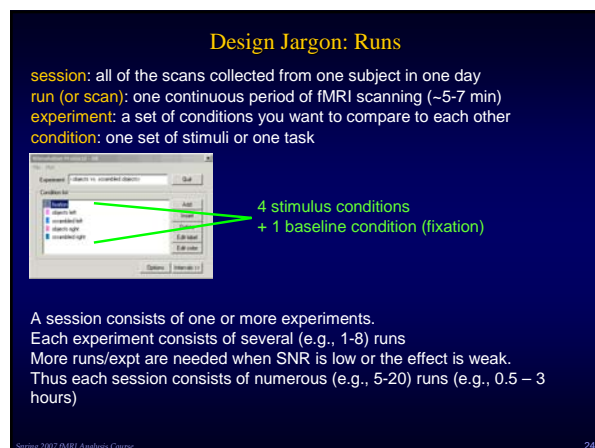 Design Jargon: Runs
session: all of the scans collected from one subject in one day
run (or scan): one continuous period of fMRI scanning (~5-7 min)
experiment: a set of conditions you want to compare to each other
condition: one set of stimuli or one task
Experiment
objects vs. scrambled objects
Quit
Condition list
fixation
objects left
scrambled left
objects right
scrambled right
Add
Insert
Edit label
Edit color
Options
Intervals >>
4 stimulus conditions
+ 1 baseline condition (fixation)
A session consists of one or more experiments.
Each experiment consists of several (e.g., 1-8) runs
More runs/expt are needed when SNR is low or the effect is weak.
Thus each session consists of numerous (e.g., 5-20) runs (e.g., 0.5 – 3
hours)
Spring 2007 fMRI Analysis Course
24